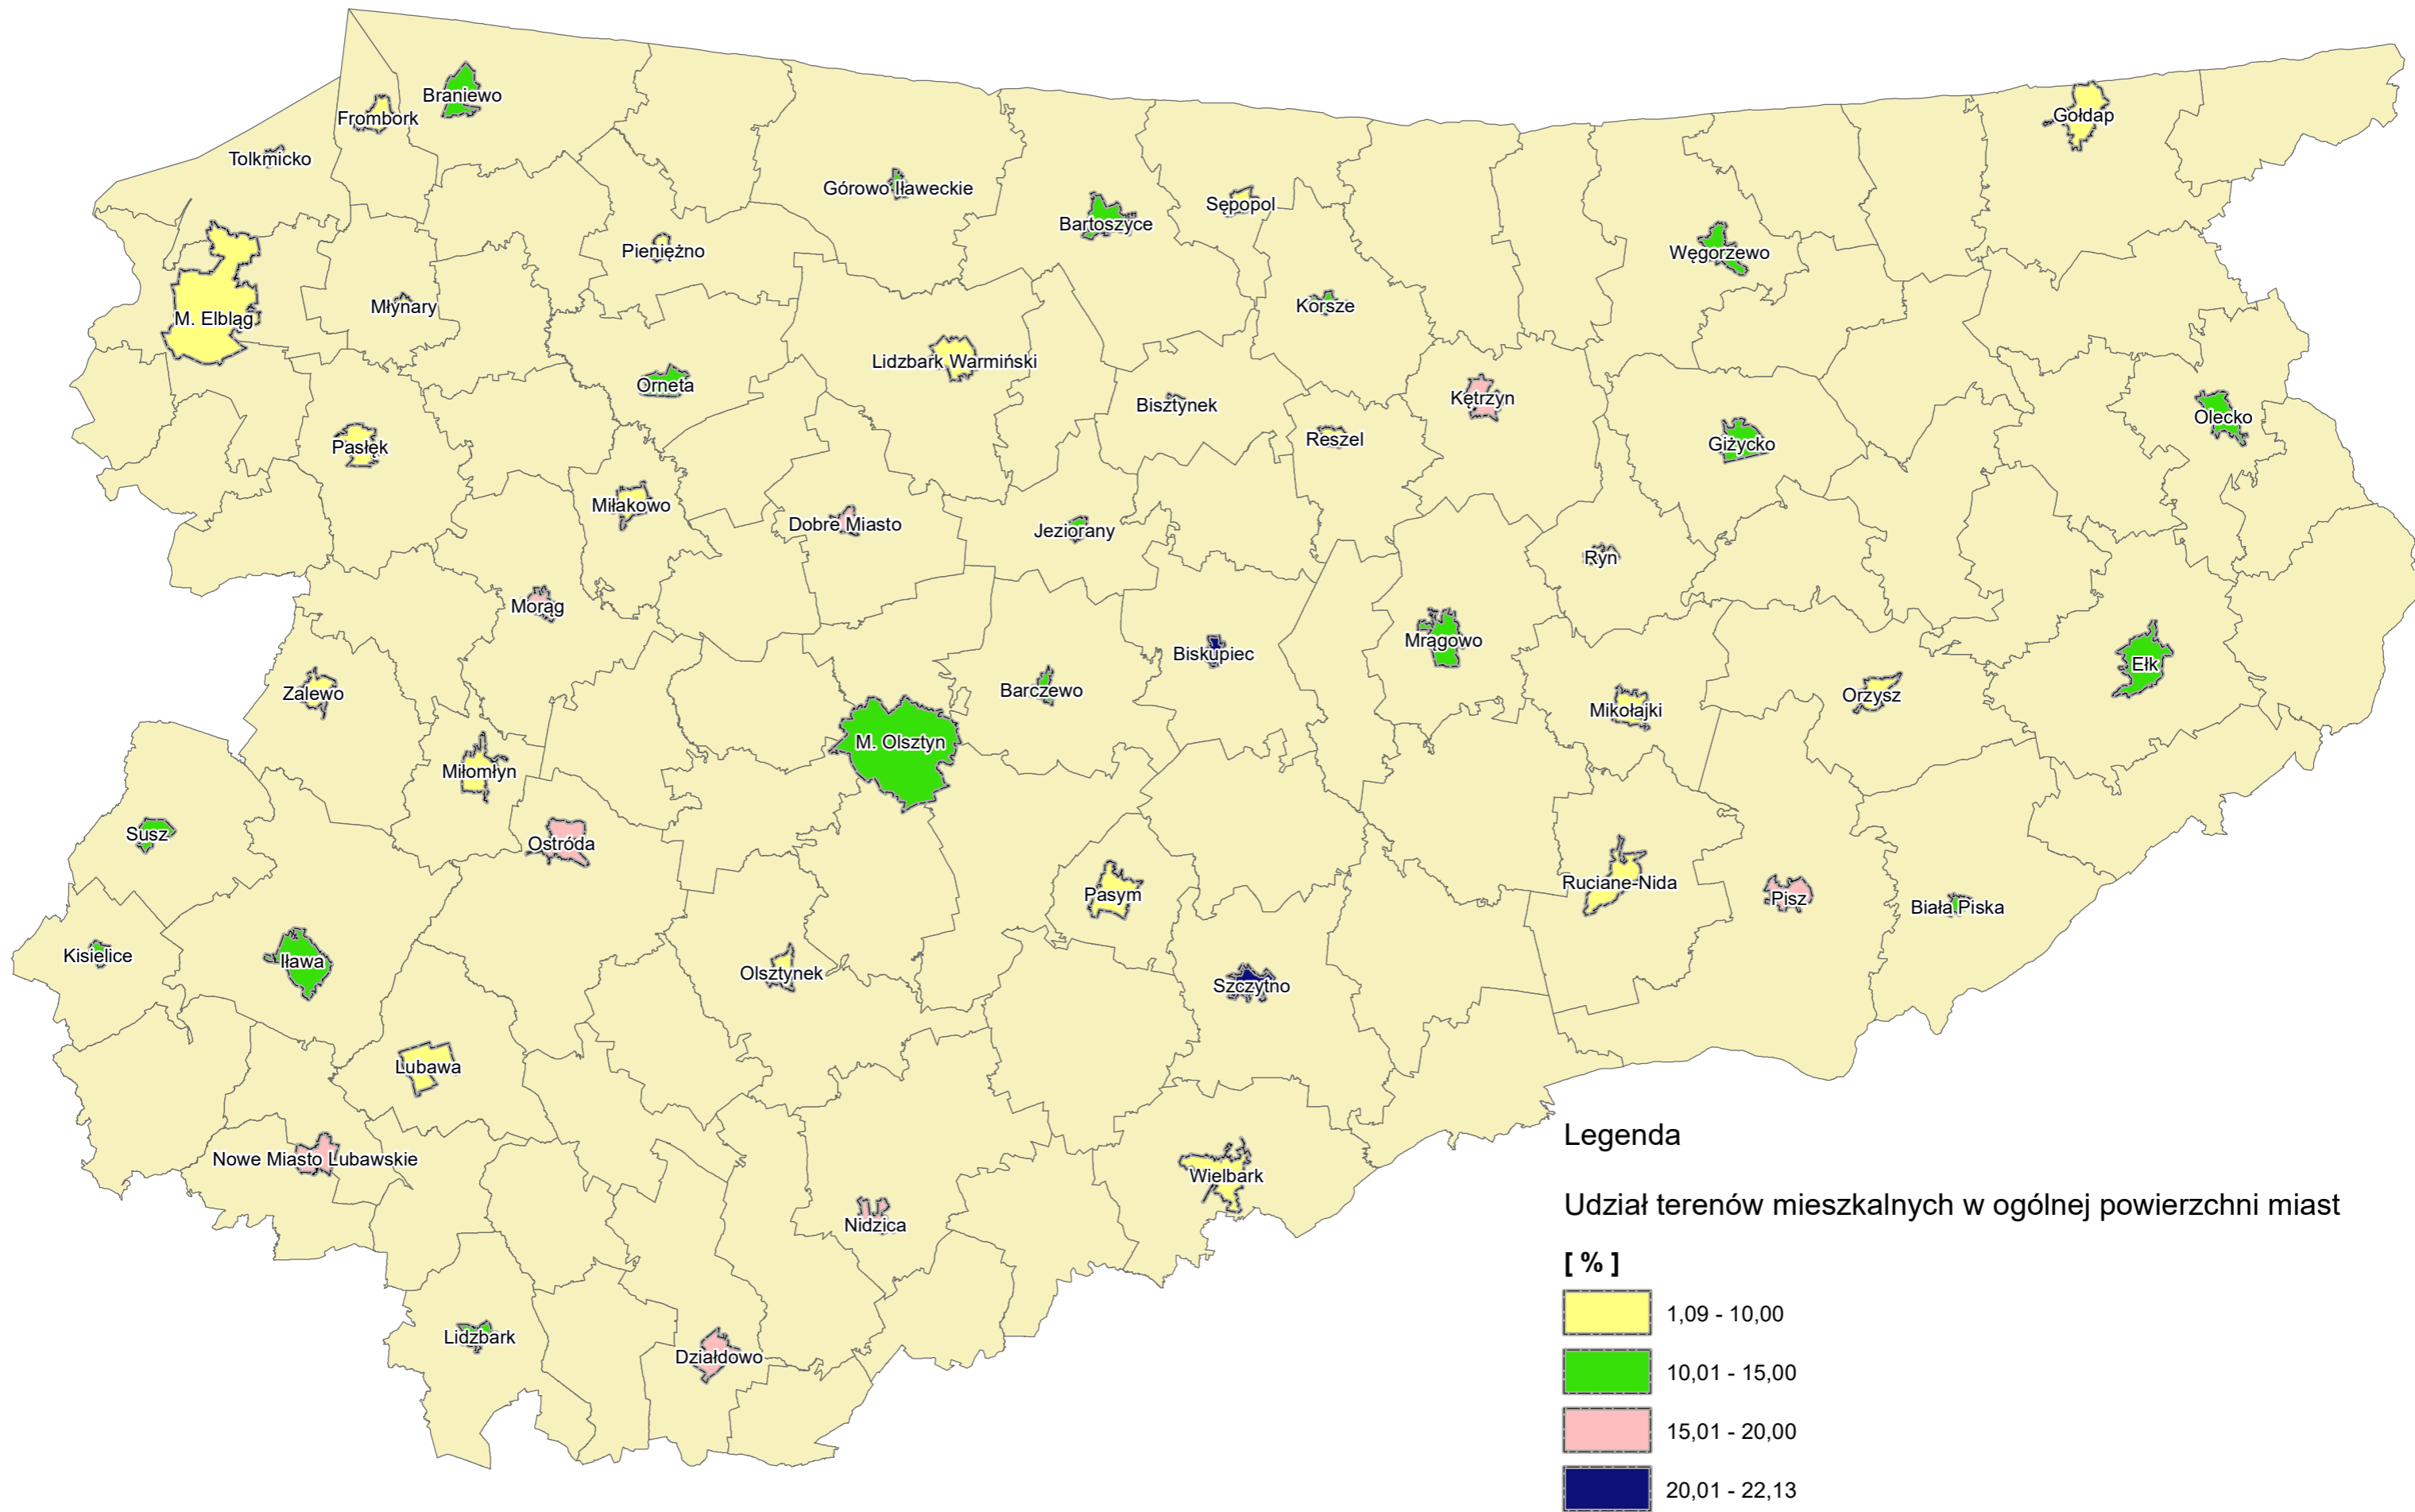 Braniewo
Frombork
Gołdap
Tolkmicko
Górowo Iławeckie
Sępopol
Bartoszyce
Pieniężno
Węgorzewo
Młynary
Korsze
M. Elbląg
Lidzbark Warmiński
Orneta
Kętrzyn
Bisztynek
Olecko
Reszel
Giżycko
Pasłęk
Miłakowo
Dobre Miasto
Jeziorany
Ryn
Morąg
Mrągowo
Biskupiec
Ełk
Barczewo
Zalewo
Orzysz
Mikołajki
M. Olsztyn
Miłomłyn
Susz
Ostróda
Ruciane-Nida
Pasym
Pisz
Biała Piska
Kisielice
Iława
Olsztynek
Szczytno
Lubawa
Nowe Miasto Lubawskie
Wielbark
Nidzica
Lidzbark
Działdowo
Legenda
Udział terenów mieszkalnych w ogólnej powierzchni miast
[ % ]
1,09 - 10,00
10,01 - 15,00
15,01 - 20,00
20,01 - 22,13